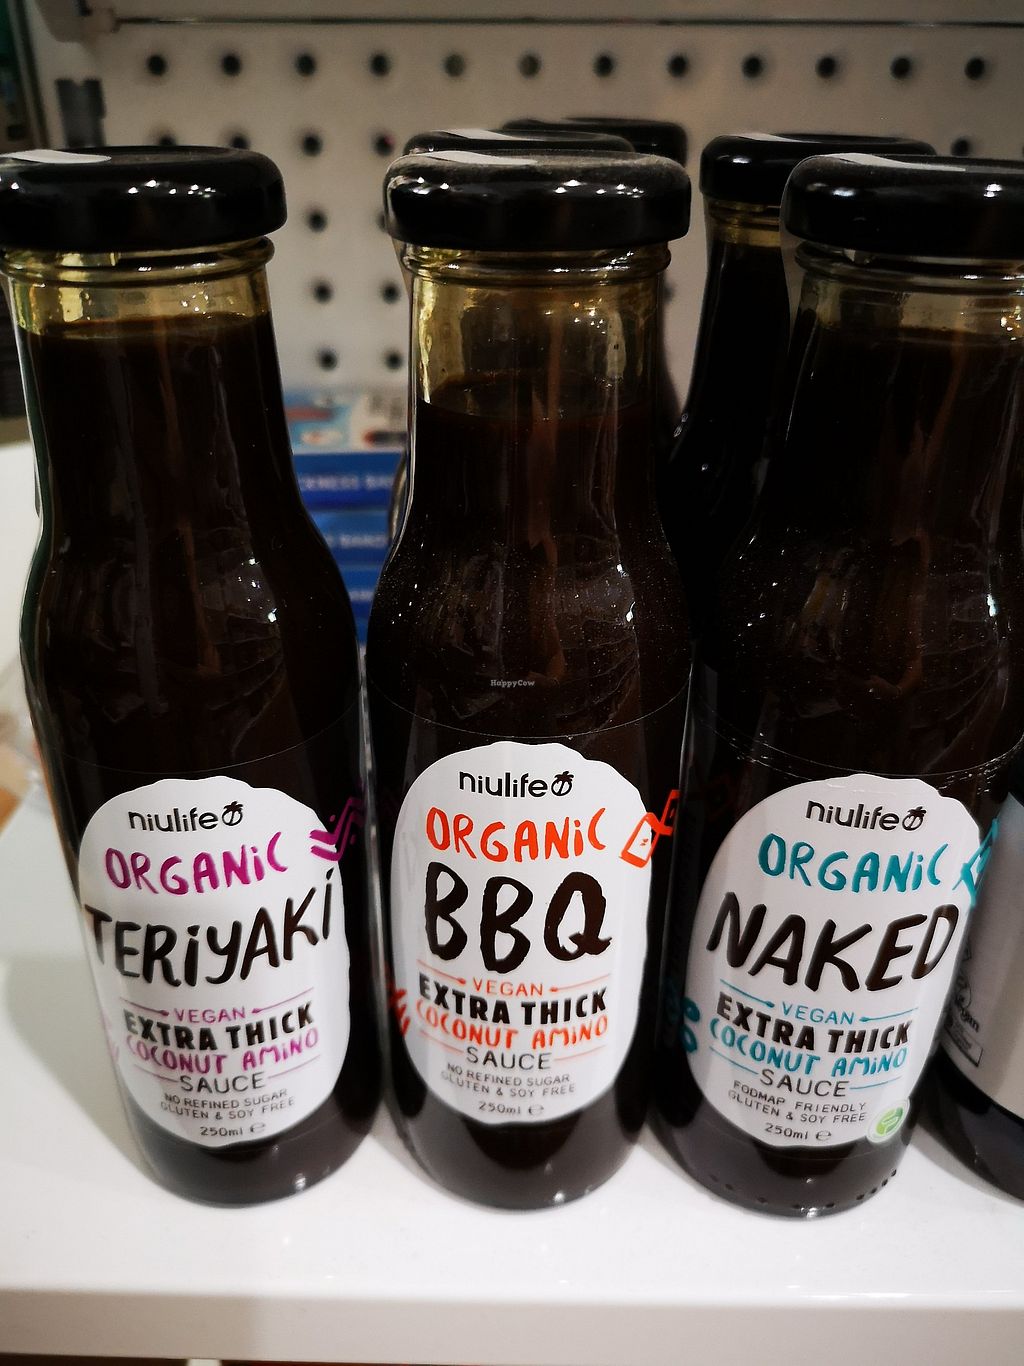 CKNESS BA
HappyCow
niulife
ORGANiC
TERiYAKi
VEGAN
EXTRA THICK
COCONUT AMiNO
SAUCE
NO REFINED SUGAR
GLUTEN & SOY FREE
250ml e
niulife
ORGANiC
BBQ
VEGAN
EXTRA THICK
COCONUT AMiNO
SAUCE
NO REFINED SUGAR
GLUTEN & SOY FREE
250ml e
niulife
ORGANiC
NAKED
VEGAN
EXTRA THICK
COCONUT AMiNO
SAUCE
FODMAP FRIENDLY
GLUTEN & SOY FREE
250ml e